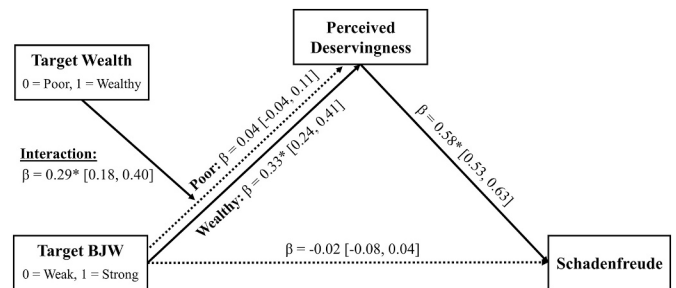 Perceived
Deservingness
Target Wealth
0 = Poor, 1 = Wealthy
Interaction:
β = 0.29* [0.18, 0.40]
Poor: β = 0.04 [-0.04, 0.11]
Wealthy: β = 0.33* [0.24, 0.41]
β = 0.58* [0.53, 0.63]
Target BJW
0 = Weak, 1 = Strong
β = -0.02 [-0.08, 0.04]
Schadenfreude